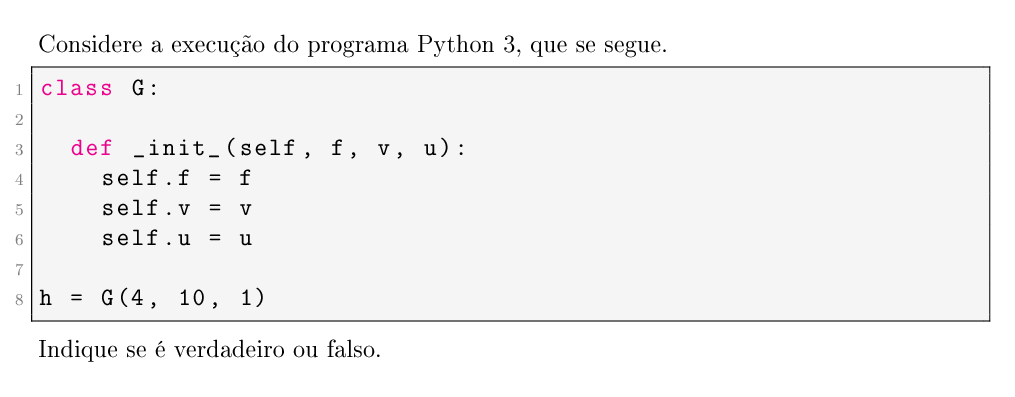 Considere a execução do programa Python 3, que se segue.
1 class G:
2
3   def _init_(self, f, v, u):
4     self.f = f
5     self.v = v
6     self.u = u
7
8 h = G(4, 10, 1)
Indique se é verdadeiro ou falso.